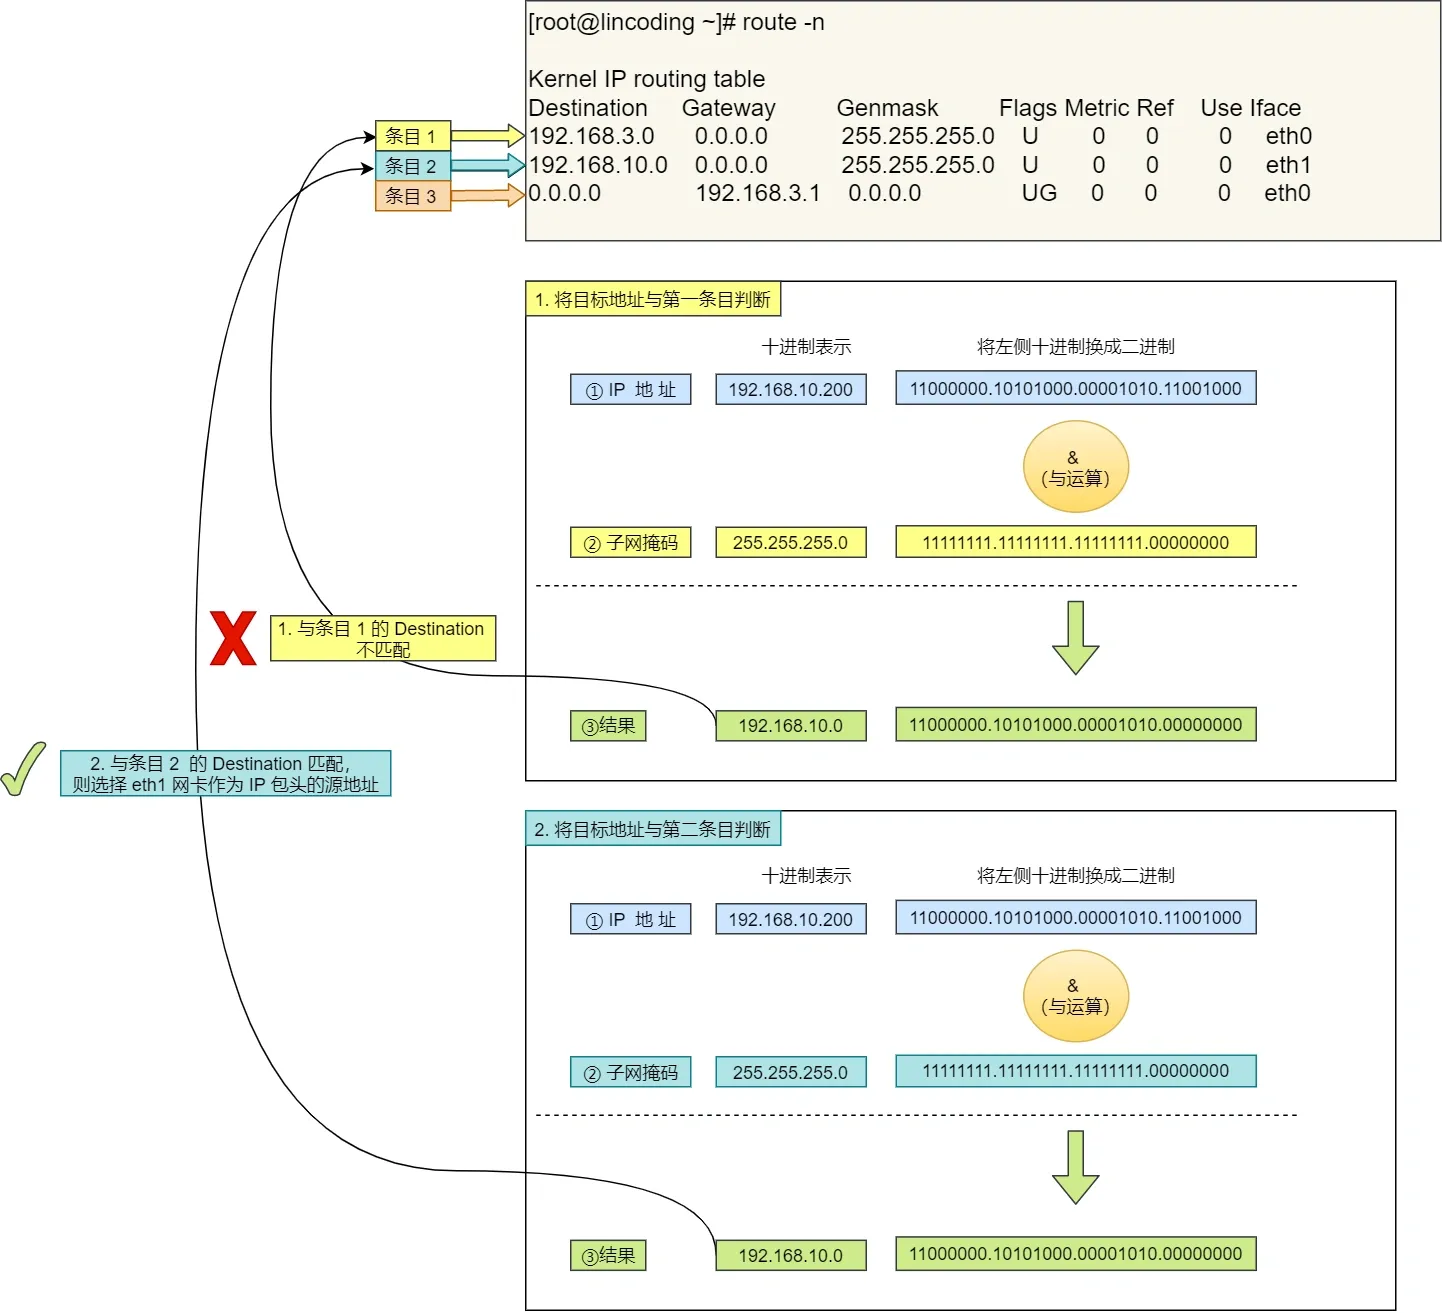 [root@lincoding ~]# route -n
Kernel IP routing table
Destination Gateway Genmask Flags Metric Ref Use Iface
条目 1 192.168.3.0 0.0.0.0 255.255.255.0 U 0 0 0 eth0
条目 2 192.168.10.0 0.0.0.0 255.255.255.0 U 0 0 0 eth1
条目 3 0.0.0.0 192.168.3.1 0.0.0.0 UG 0 0 0 eth0
1. 将目标地址与第一条目判断
十进制表示 将左侧十进制换成二进制
① IP 地 址 192.168.10.200 11000000.10101000.00001010.11001000
&
(与运算)
② 子网掩码 255.255.255.0 11111111.11111111.11111111.00000000
1. 与条目 1 的 Destination
不匹配
③结果 192.168.10.0 11000000.10101000.00001010.00000000
2. 与条目 2 的 Destination 匹配，
则选择 eth1 网卡作为 IP 包头的源地址
2. 将目标地址与第二条目判断
十进制表示 将左侧十进制换成二进制
① IP 地 址 192.168.10.200 11000000.10101000.00001010.11001000
&
(与运算)
② 子网掩码 255.255.255.0 11111111.11111111.11111111.00000000
③结果 192.168.10.0 11000000.10101000.00001010.00000000